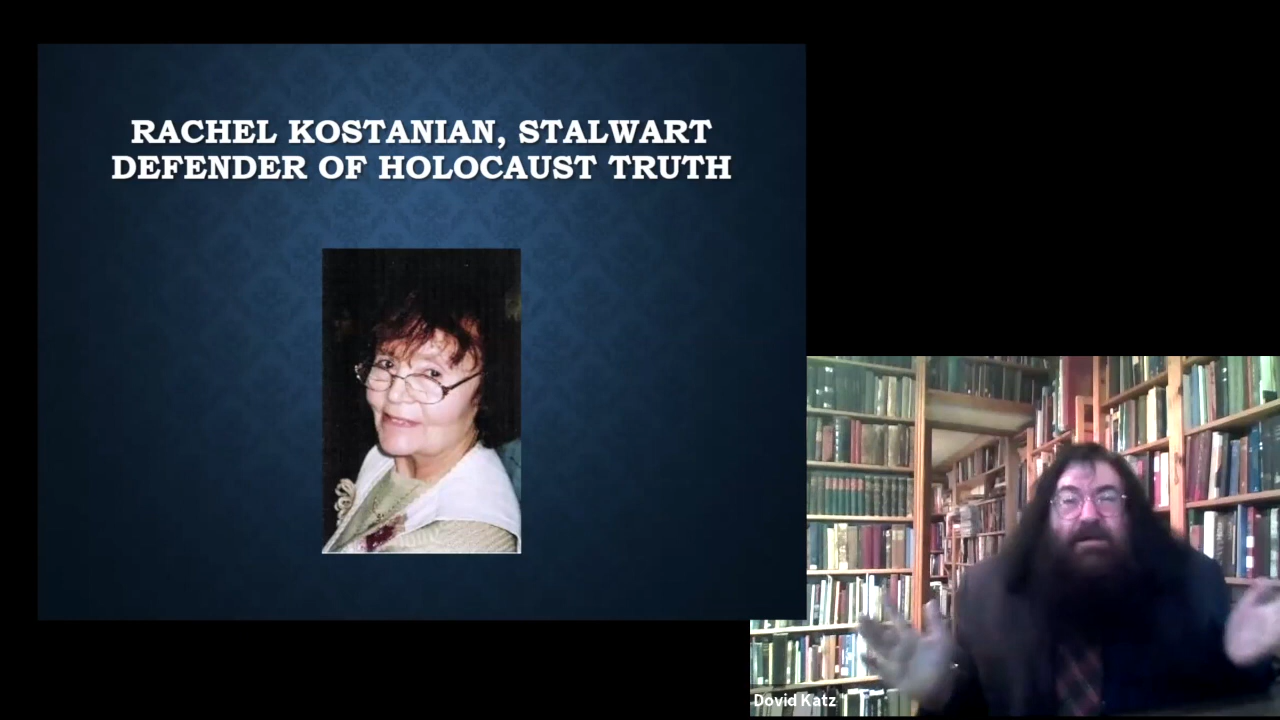 RACHEL KOSTANIAN, STALWART
DEFENDER OF HOLOCAUST TRUTH
Dovid Katz